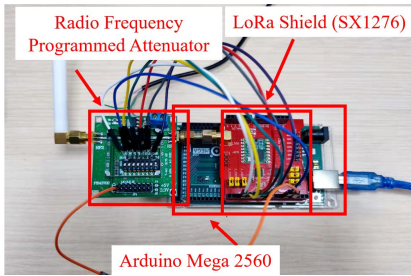 Radio Frequency
Programmed Attenuator
LoRa Shield (SX1276)
Arduino Mega 2560